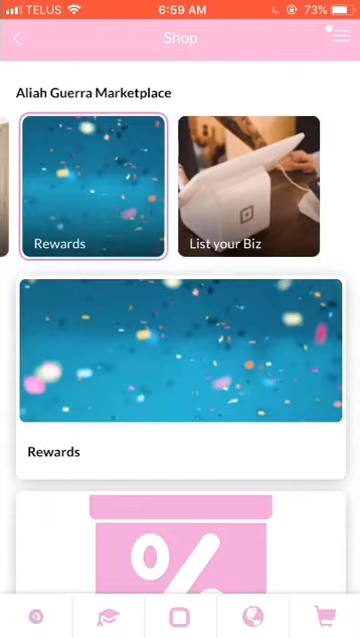 TELUS 6:59 AM 73%
Shop
Aliah Guerra Marketplace
Rewards
List your Biz
Rewards
%